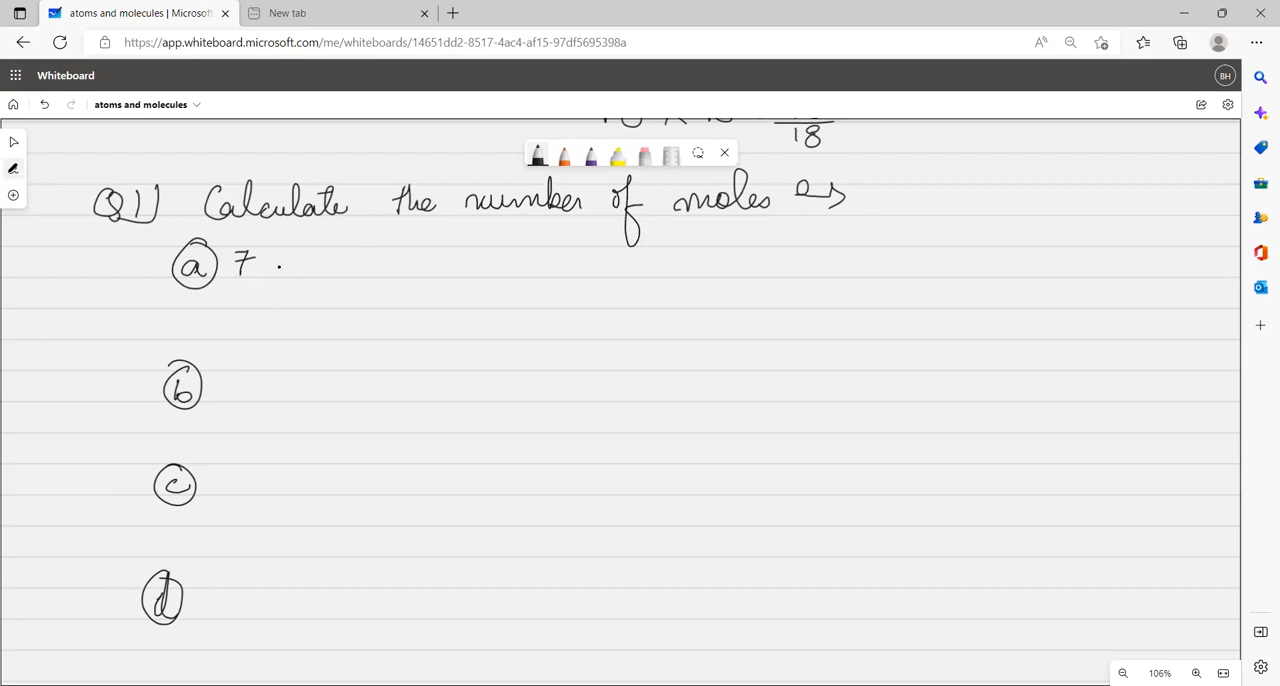 atoms and molecules | Microsoft
New tab
https://app.whiteboard.microsoft.com/me/whiteboards/14651dd2-8517-4ac4-af15-97df5695398a
Whiteboard
BH
atoms and molecules
18
Q1) Calculate the number of moles
a 7 .
b
c
d
106%